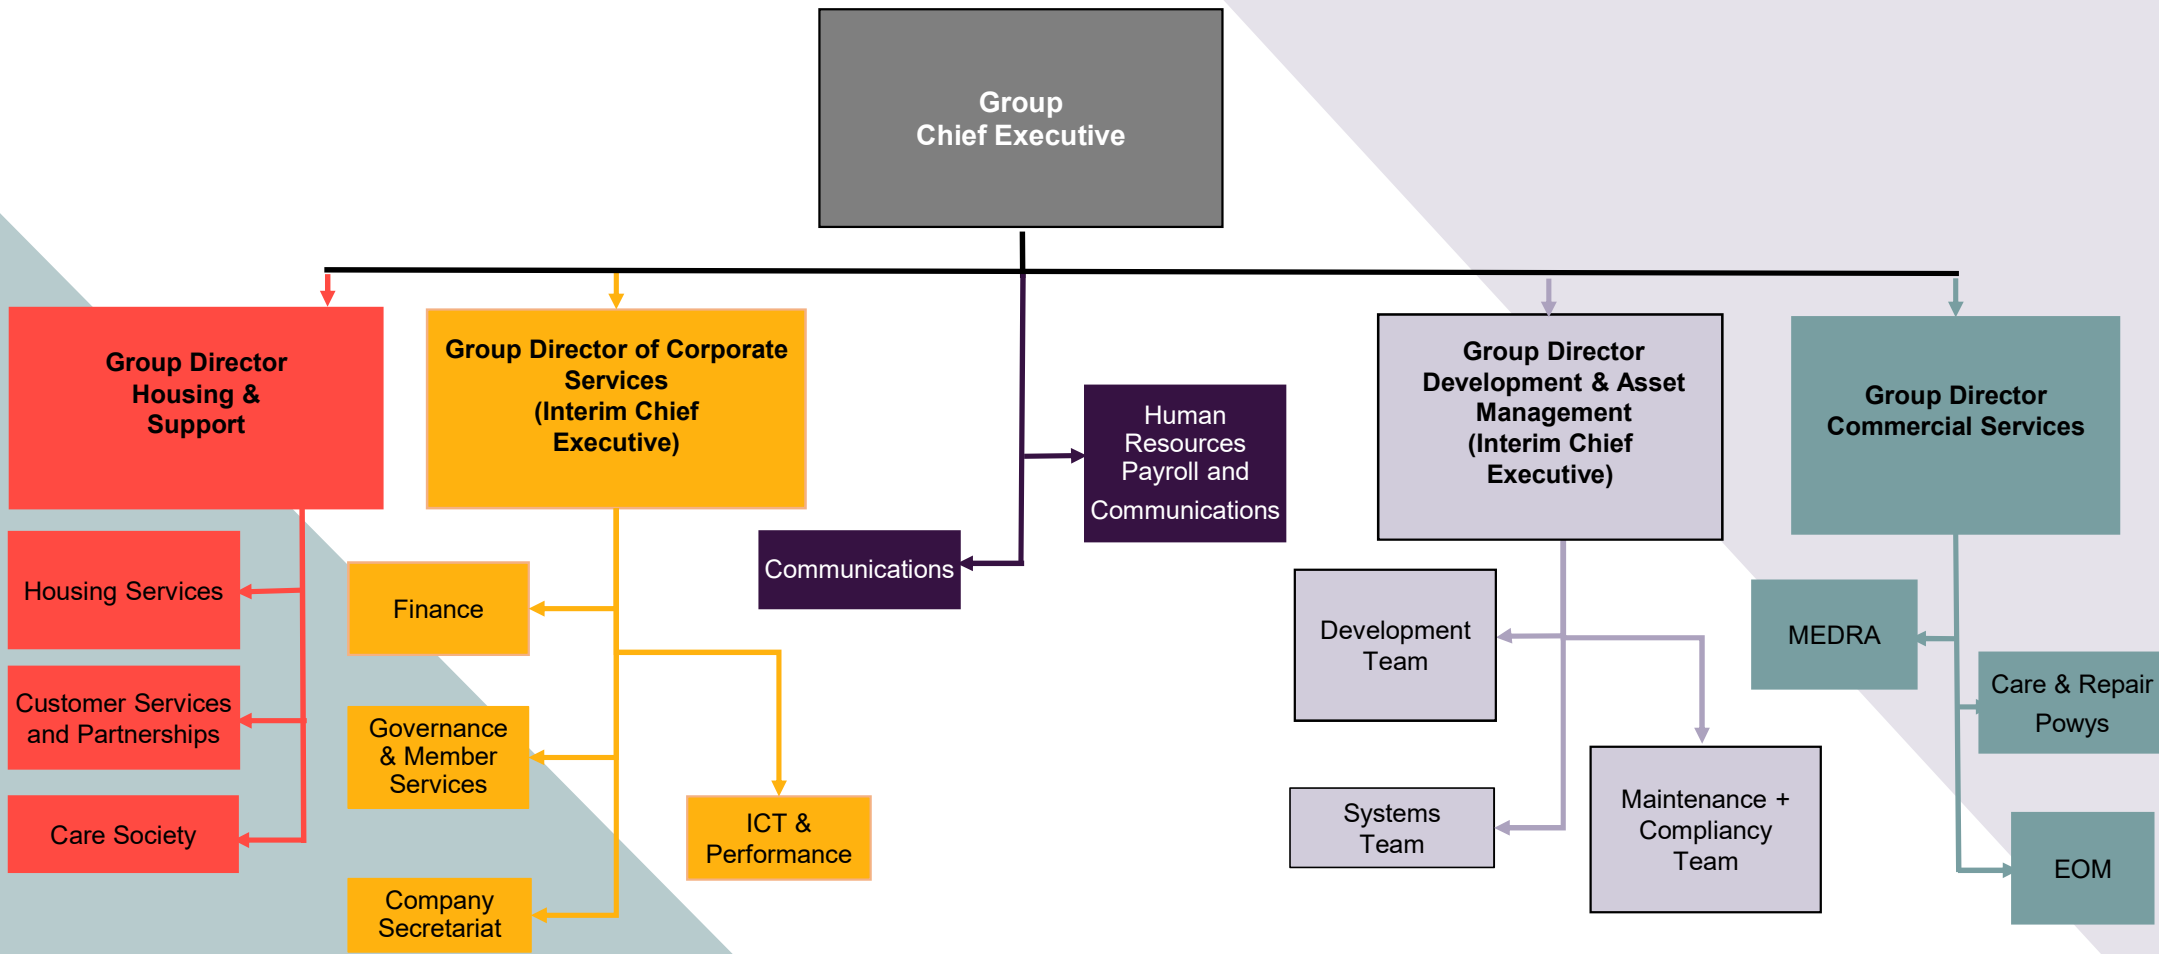 Group
Chief Executive
Group Director
Housing &
Support
Group Director of Corporate
Services
(Interim Chief
Executive)
Human
Resources
Payroll and
Communications
Group Director
Development & Asset
Management
(Interim Chief
Executive)
Group Director
Commercial Services
Housing Services
Customer Services
and Partnerships
Care Society
Finance
Governance
& Member
Services
Company
Secretariat
ICT &
Performance
Communications
Development
Team
Systems
Team
Maintenance +
Compliancy
Team
MEDRA
Care & Repair
Powys
EOM